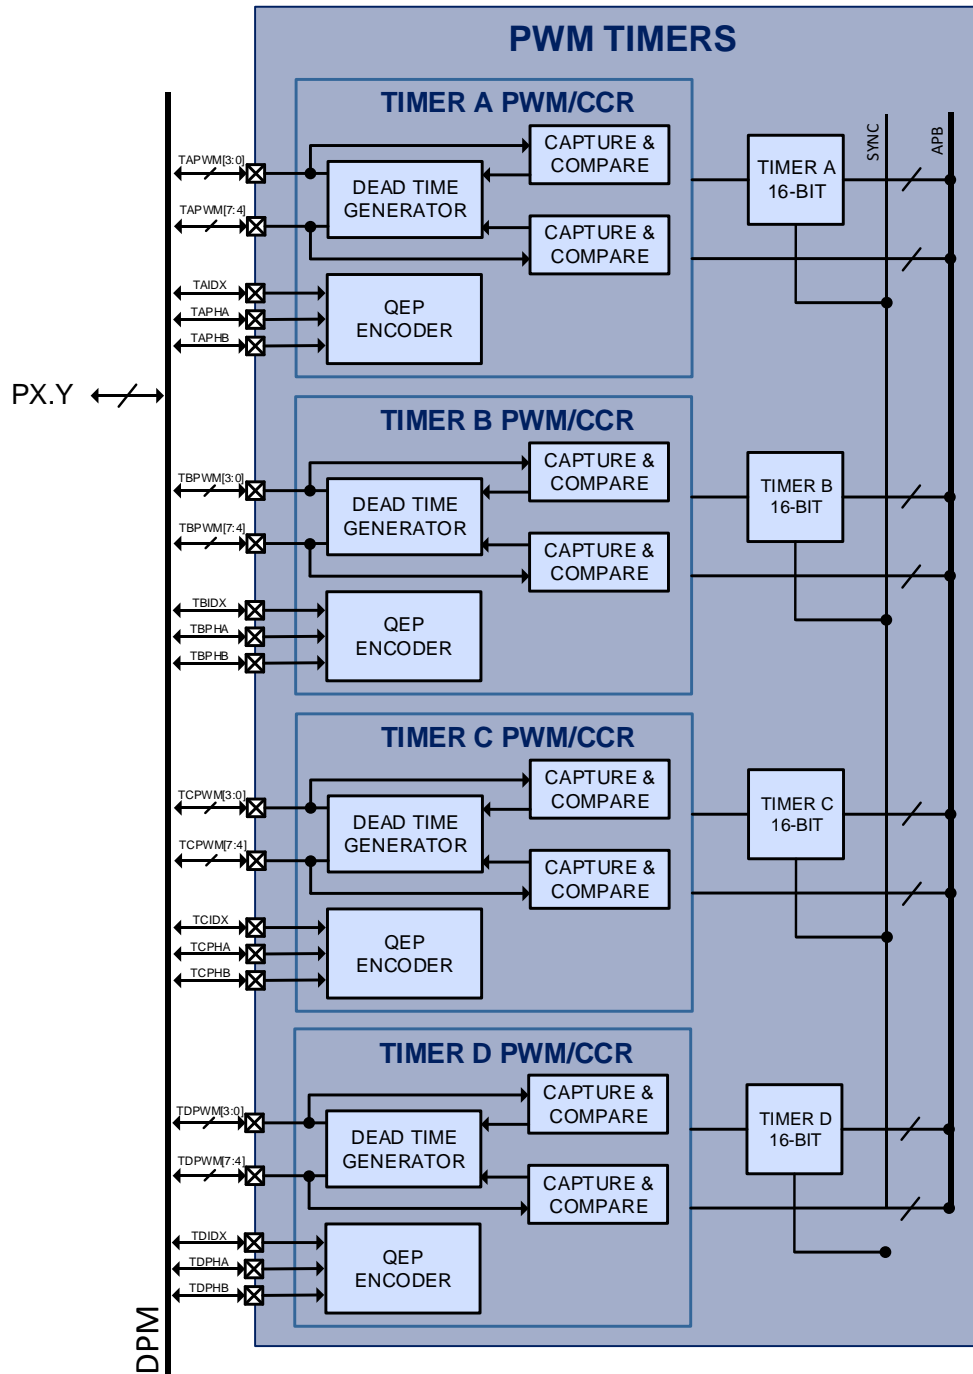 PWM TIMERS
SYNC
APB
TIMER A PWM/CCR
TAPWM[3:0]
TAPWM[7:4]
TAIDX
TAPHA
TAPHB
DEAD TIME
GENERATOR
CAPTURE &
COMPARE
CAPTURE &
COMPARE
QEP
ENCODER
TIMER A
16-BIT
PX.Y
TIMER B PWM/CCR
TBPWM[3:0]
TBPWM[7:4]
TBIDX
TBPHA
TBPHB
DEAD TIME
GENERATOR
CAPTURE &
COMPARE
CAPTURE &
COMPARE
QEP
ENCODER
TIMER B
16-BIT
TIMER C PWM/CCR
TCPWM[3:0]
TCPWM[7:4]
TCIDX
TCPHA
TCPHB
DEAD TIME
GENERATOR
CAPTURE &
COMPARE
CAPTURE &
COMPARE
QEP
ENCODER
TIMER C
16-BIT
TIMER D PWM/CCR
TDPWM[3:0]
TDPWM[7:4]
TDIDX
TDPHA
TDPHB
DEAD TIME
GENERATOR
CAPTURE &
COMPARE
CAPTURE &
COMPARE
QEP
ENCODER
TIMER D
16-BIT
DPM